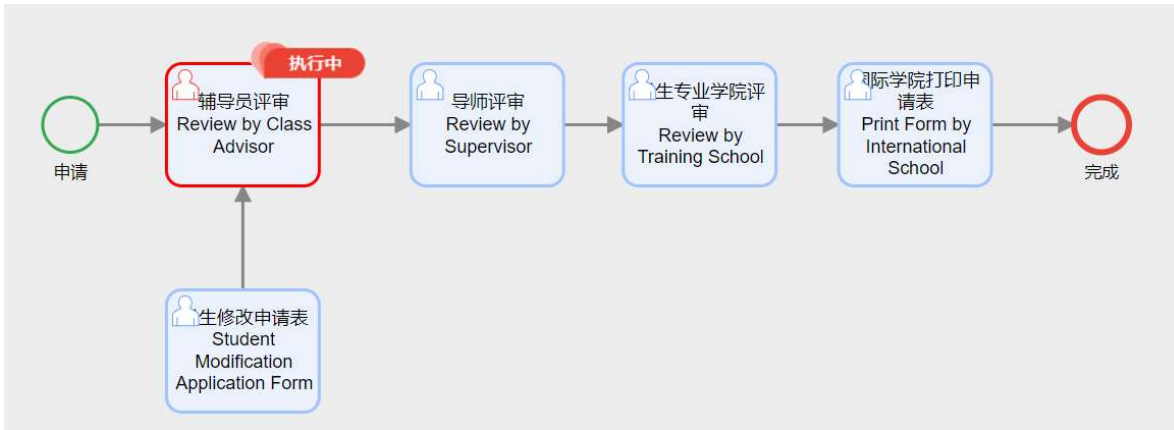 执行中
申请
辅导员评审
Review by Class
Advisor
导师评审
Review by
Supervisor
生专业学院评
审
Review by
Training School
际学院打印申
请表
Print Form by
International
School
完成
生修改申请表
Student
Modification
Application Form